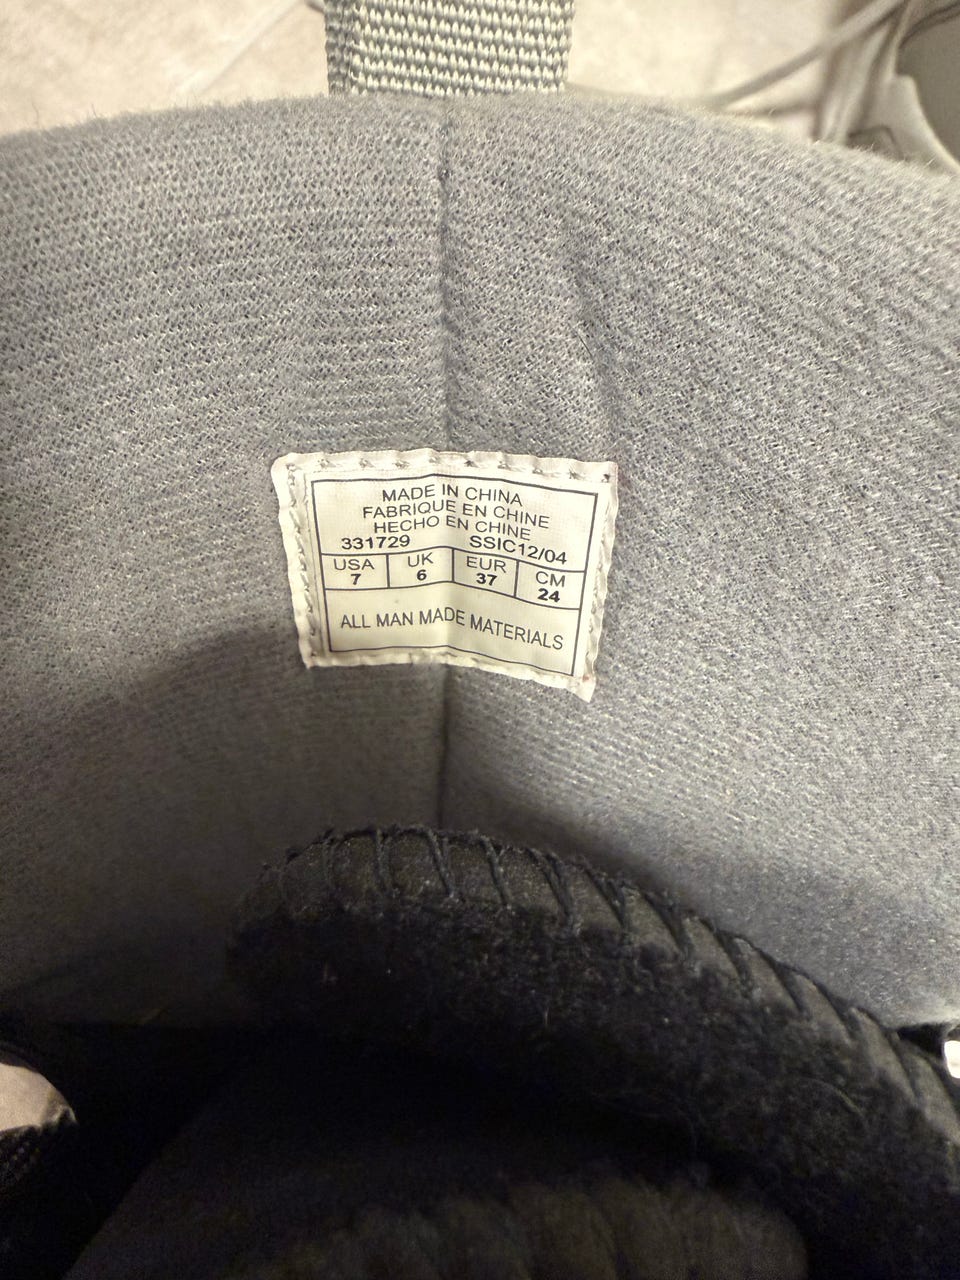 MADE IN CHINA
FABRIQUE EN CHINE
HECHO EN CHINE
331729 SSIC12/04
USA UK EUR CM
7 6 37 24
ALL MAN MADE MATERIALS